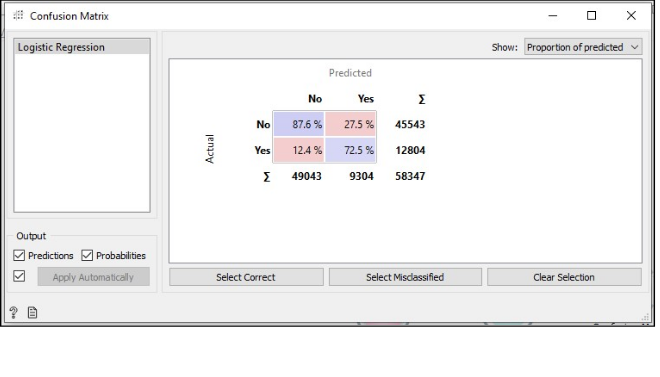 Confusion Matrix
Logistic Regression
Show: Proportion of predicted
Predicted
No Yes Σ
Actual
No 87.6 % 27.5 % 45543
Yes 12.4 % 72.5 % 12804
Σ 49043 9304 58347
Output
Predictions Probabilities
Apply Automatically
Select Correct Select Misclassified Clear Selection
?